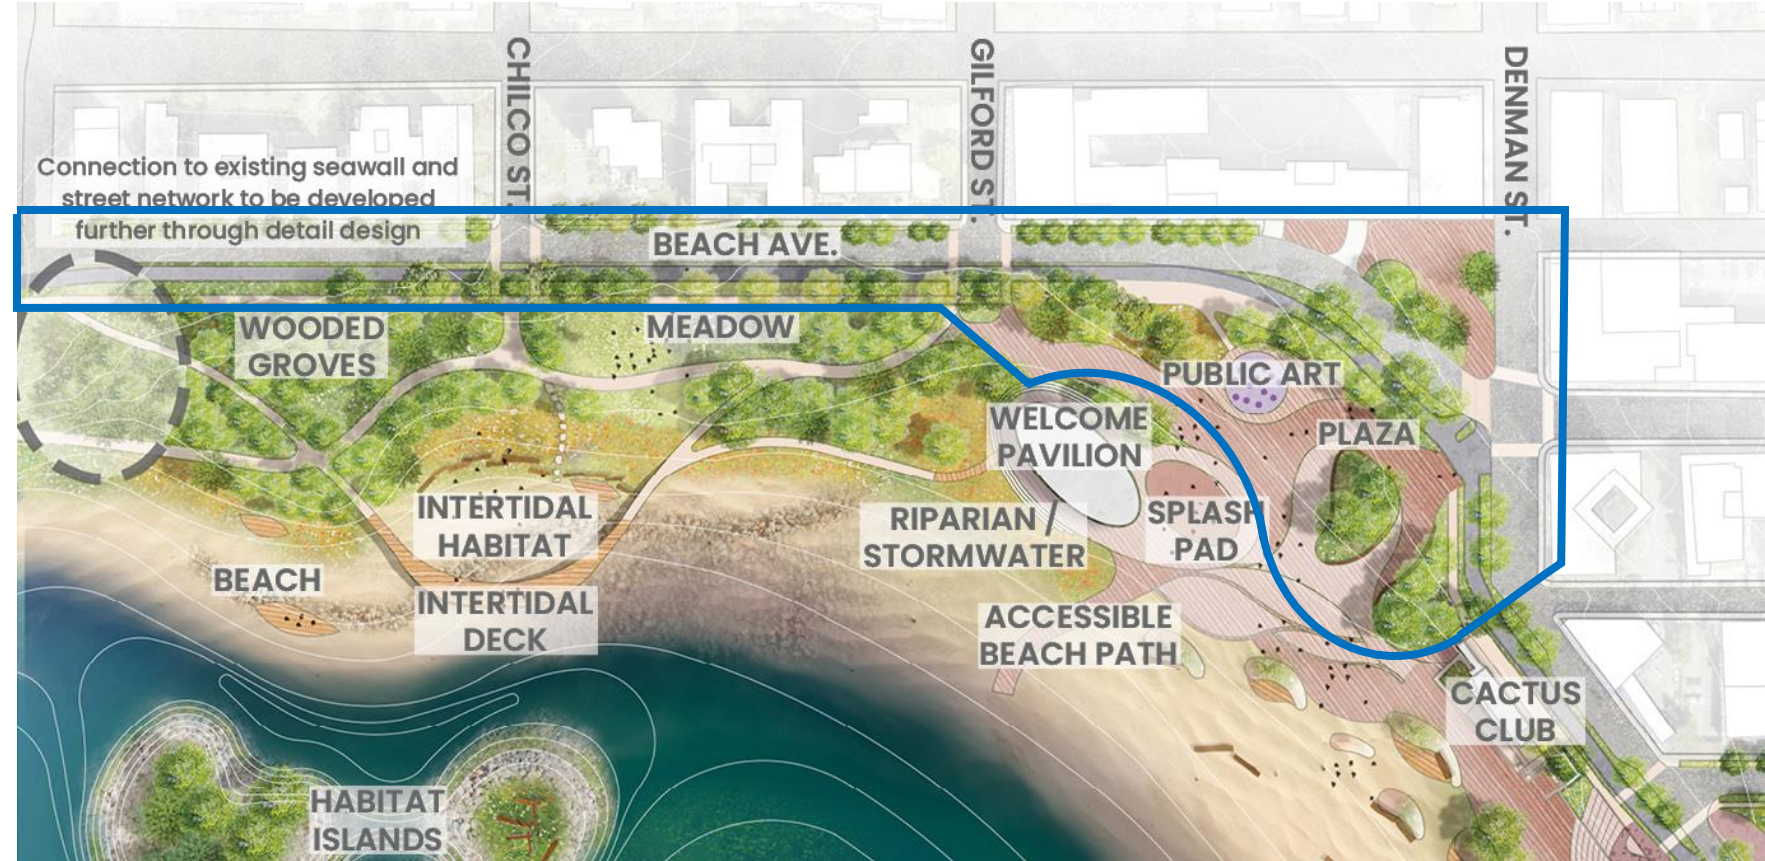 CHILCO ST.
GILFORD ST.
DENMAN ST.
Connection to existing seawall and
street network to be developed
further through detail design
BEACH AVE.
WOODED
GROVES
MEADOW
PUBLIC ART
WELCOME
PAVILION
PLAZA
INTERTIDAL
HABITAT
RIPARIAN /
STORMWATER
SPLASH
PAD
BEACH
INTERTIDAL
DECK
ACCESSIBLE
BEACH PATH
CACTUS
CLUB
HABITAT
ISLANDS